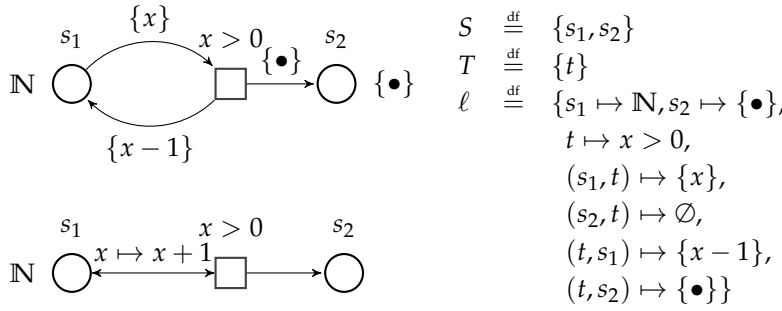 {x}
s₁ x > 0 s₂
{•}
ℕ {•}
{x − 1}
s₁ x > 0 s₂
x ↦ x + 1
ℕ
S ≝ {s₁, s₂}
T ≝ {t}
ℓ ≝ {s₁ ↦ ℕ, s₂ ↦ {•},
t ↦ x > 0,
(s₁, t) ↦ {x},
(s₂, t) ↦ ∅,
(t, s₁) ↦ {x − 1},
(t, s₂) ↦ {•}}